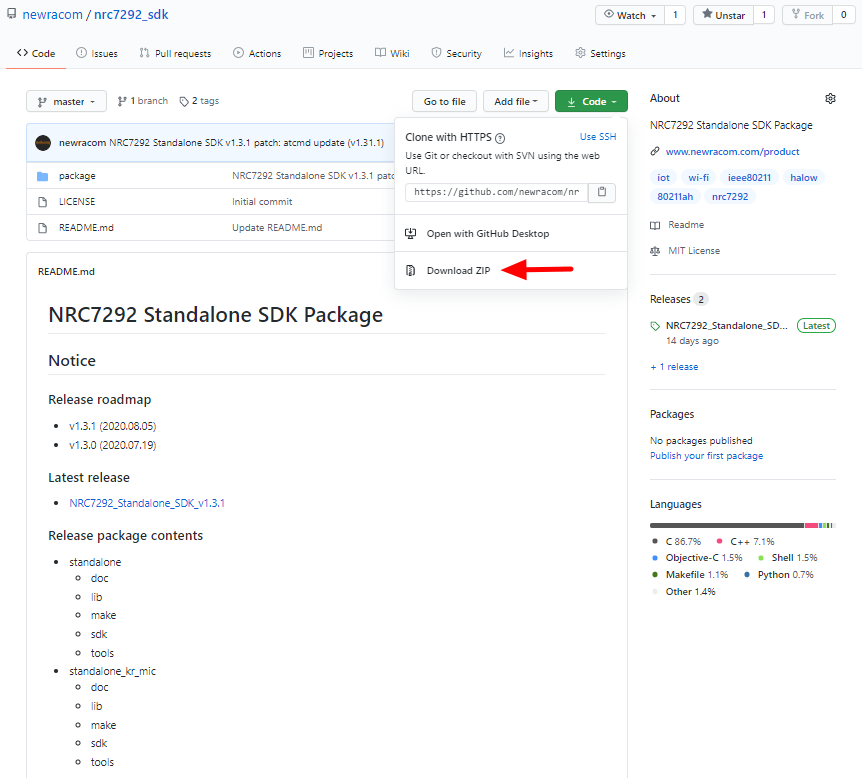 newracom / nrc7292_sdk
Watch 1 Unstar 1 Fork 0
Code Issues Pull requests Actions Projects Wiki Security Insights Settings
master 1 branch 2 tags Go to file Add file Code
newracom NRC7292 Standalone SDK v1.3.1 patch: atcmd update (v1.31.1)
package NRC7292 Standalone SDK v1.3.1 patc
LICENSE Initial commit
README.md Update README.md
Clone with HTTPS ? Use SSH
Use Git or checkout with SVN using the web
URL.
https://github.com/newracom/nr
Open with GitHub Desktop
Download ZIP
README.md
NRC7292 Standalone SDK Package
Notice
Release roadmap
v1.3.1 (2020.08.05)
v1.3.0 (2020.07.19)
Latest release
NRC7292_Standalone_SDK_v1.3.1
Release package contents
standalone
doc
lib
make
sdk
tools
standalone_kr_mic
doc
lib
make
sdk
tools
About
NRC7292 Standalone SDK Package
www.newracom.com/product
iot wi-fi ieee80211 halow
80211ah nrc7292
Readme
MIT License
Releases 2
NRC7292_Standalone_SD... Latest
14 days ago
+ 1 release
Packages
No packages published
Publish your first package
Languages
C 86.7% C++ 7.1%
Objective-C 1.5% Shell 1.5%
Makefile 1.1% Python 0.7%
Other 1.4%